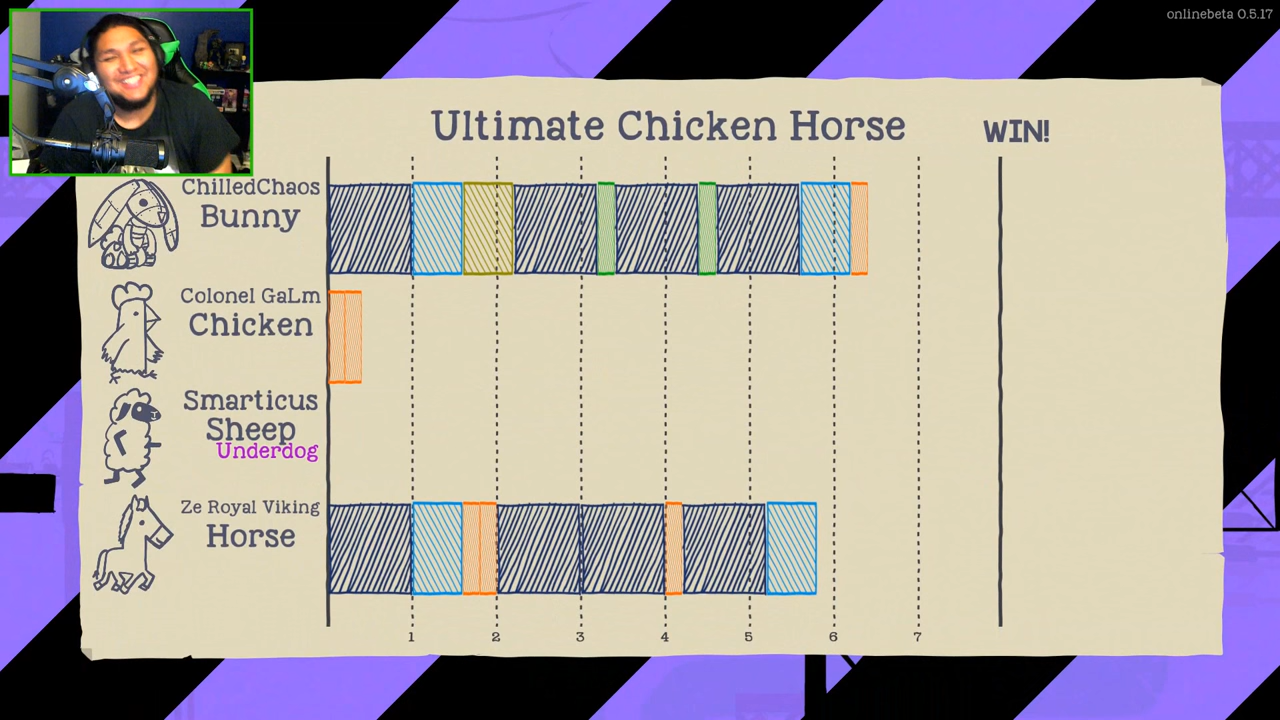 onlinebeta 0.5.17
Ultimate Chicken Horse
WIN!
ChilledChaos
Bunny
Colonel GaLm
Chicken
Smarticus
Sheep
Underdog
Ze Royal Viking
Horse
1 2 3 4 5 6 7